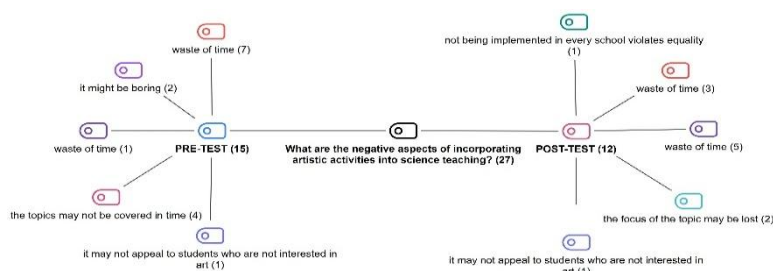 not being implemented in every school violates equality
(1)
waste of time (7)
it might be boring (2)
waste of time (3)
waste of time (1)
PRE-TEST (15)
What are the negative aspects of incorporating
artistic activities into science teaching? (27)
POST-TEST (12)
waste of time (5)
the topics may not be covered in time (4)
the focus of the topic may be lost (2)
it may not appeal to students who are not interested in
art (1)
it may not appeal to students who are not interested in
art (1)